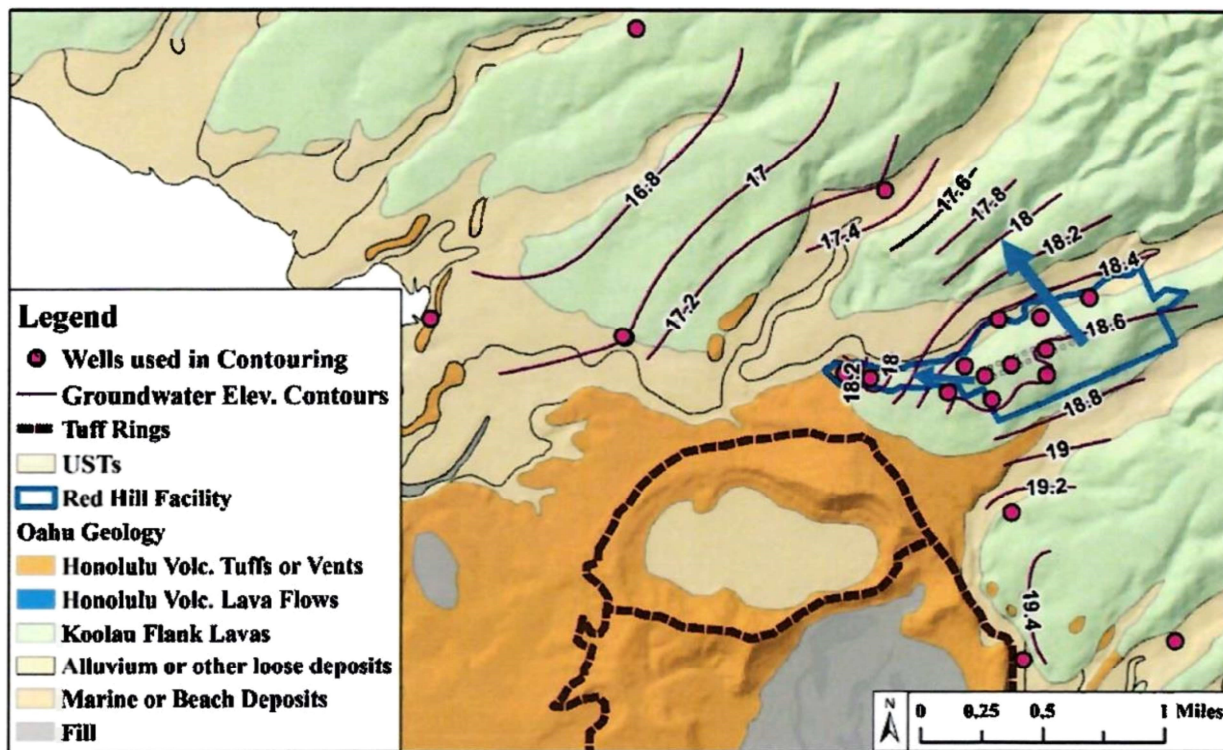 16.8
17
17.2
17.4
17.6
17.8
18
18.2
18.4
18.6
18.2
18
18.8
19
19.2
19.4
Legend
Wells used in Contouring
Groundwater Elev. Contours
Tuff Rings
USTs
Red Hill Facility
Oahu Geology
Honolulu Volc. Tuffs or Vents
Honolulu Volc. Lava Flows
Koolau Flank Lavas
Alluvium or other loose deposits
Marine or Beach Deposits
Fill
N
0 0.25 0.5 1 Miles